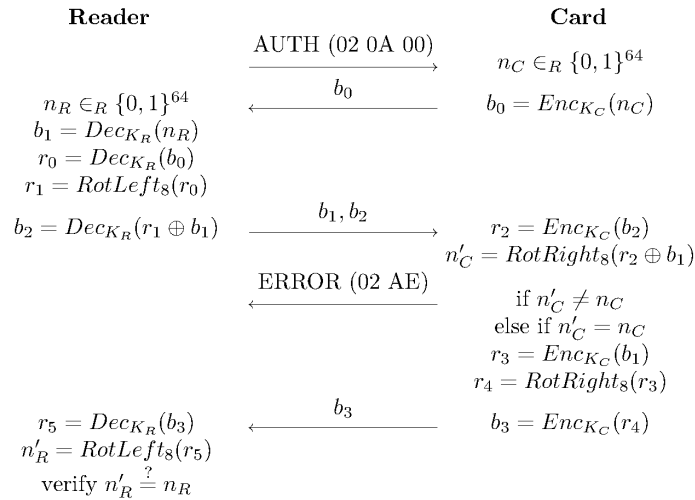 Reader Card
AUTH (02 0A 00)
n_C ∈_R {0,1}^64
b_0
n_R ∈_R {0,1}^64
b_0 = Enc_{K_C}(n_C)
b_1 = Dec_{K_R}(n_R)
r_0 = Dec_{K_R}(b_0)
r_1 = RotLeft_8(r_0)
b_1, b_2
b_2 = Dec_{K_R}(r_1 ⊕ b_1)
r_2 = Enc_{K_C}(b_2)
n'_C = RotRight_8(r_2 ⊕ b_1)
ERROR (02 AE)
if n'_C ≠ n_C
else if n'_C = n_C
r_3 = Enc_{K_C}(b_1)
r_4 = RotRight_8(r_3)
b_3
r_5 = Dec_{K_R}(b_3)
b_3 = Enc_{K_C}(r_4)
n'_R = RotLeft_8(r_5)
verify n'_R ?= n_R